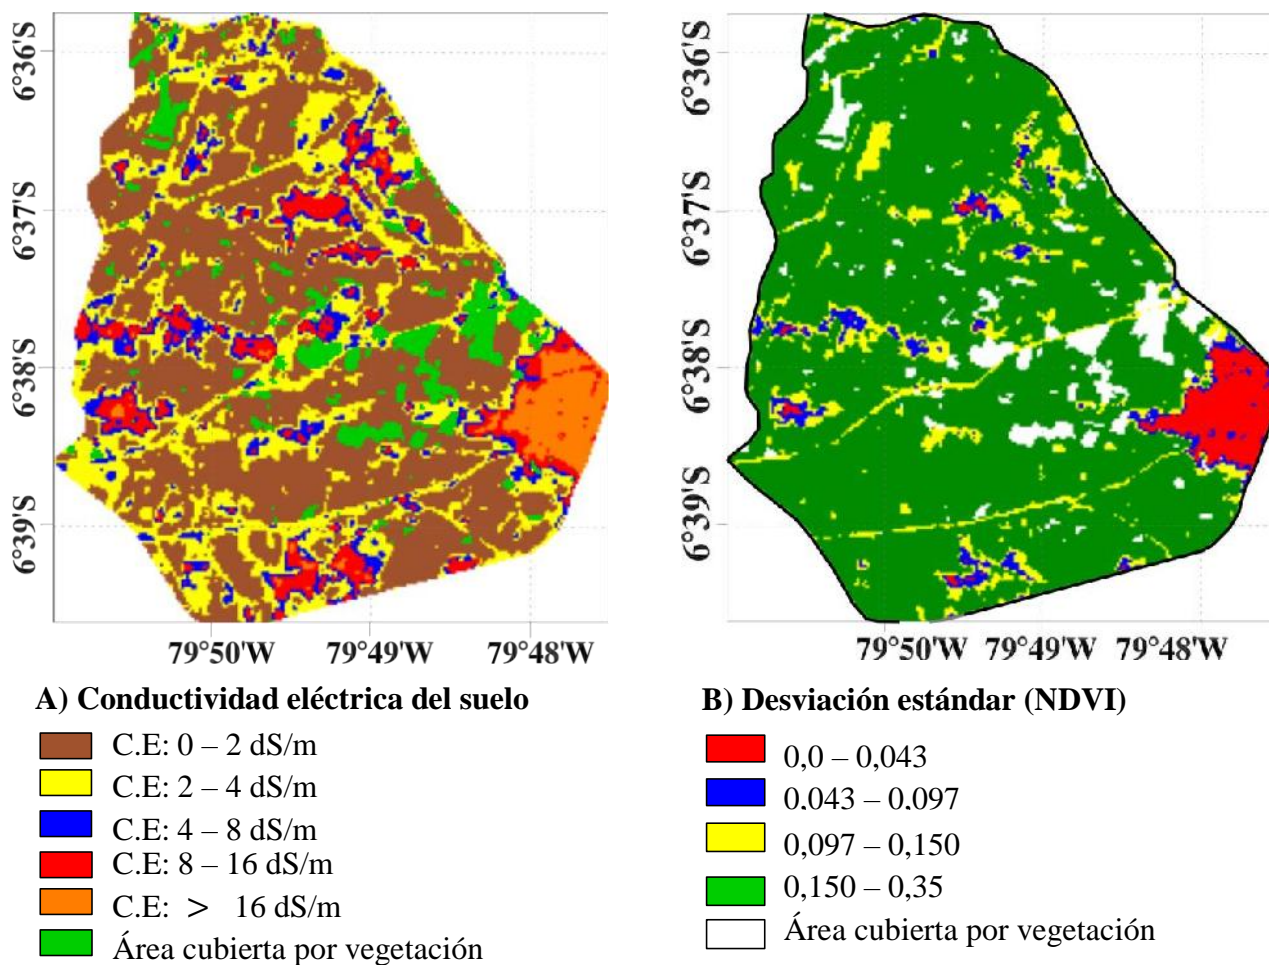 6°36'S
6°37'S
6°38'S
6°39'S
79°50'W 79°49'W 79°48'W
A) Conductividad eléctrica del suelo
C.E: 0 – 2 dS/m
C.E: 2 – 4 dS/m
C.E: 4 – 8 dS/m
C.E: 8 – 16 dS/m
C.E: > 16 dS/m
Área cubierta por vegetación
6°36'S
6°37'S
6°38'S
6°39'S
79°50'W 79°49'W 79°48'W
B) Desviación estándar (NDVI)
0,0 – 0,043
0,043 – 0,097
0,097 – 0,150
0,150 – 0,35
Área cubierta por vegetación